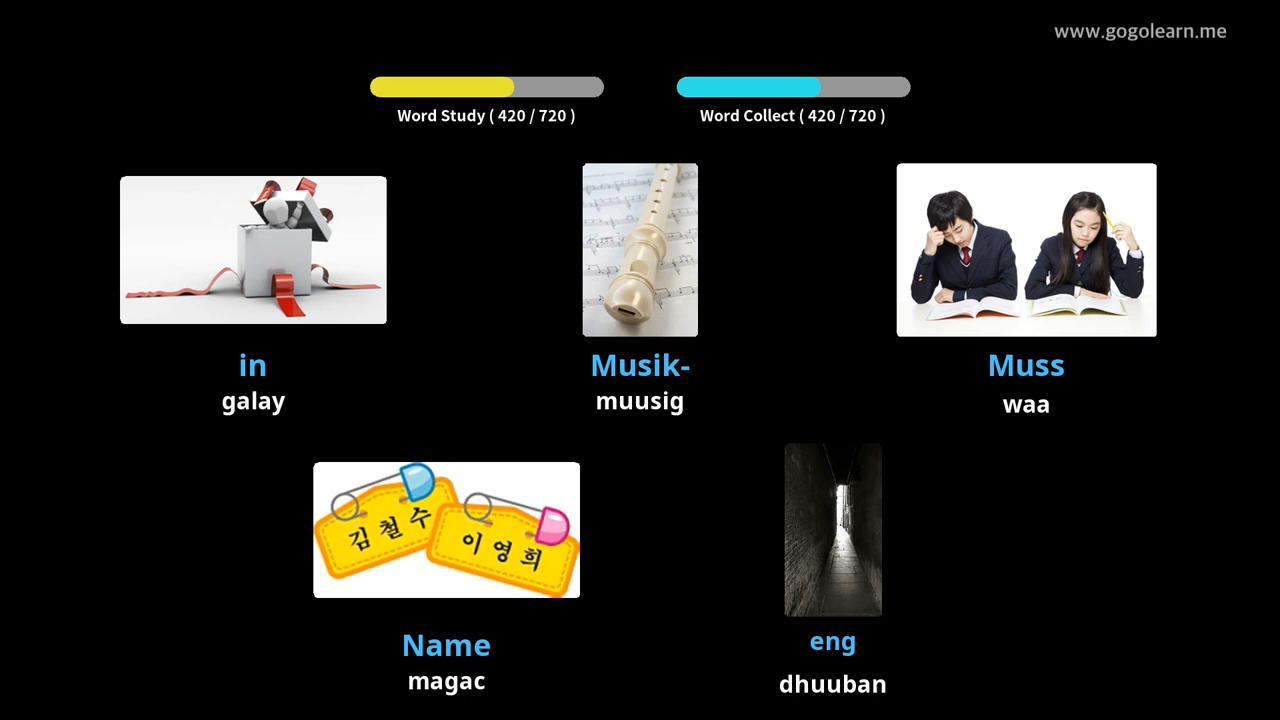 www.gogolearn.me
Word Study ( 420 / 720 )
Word Collect ( 420 / 720 )
in
galay
Musik-
muusig
Muss
waa
김철수
이영희
Name
magac
eng
dhuuban